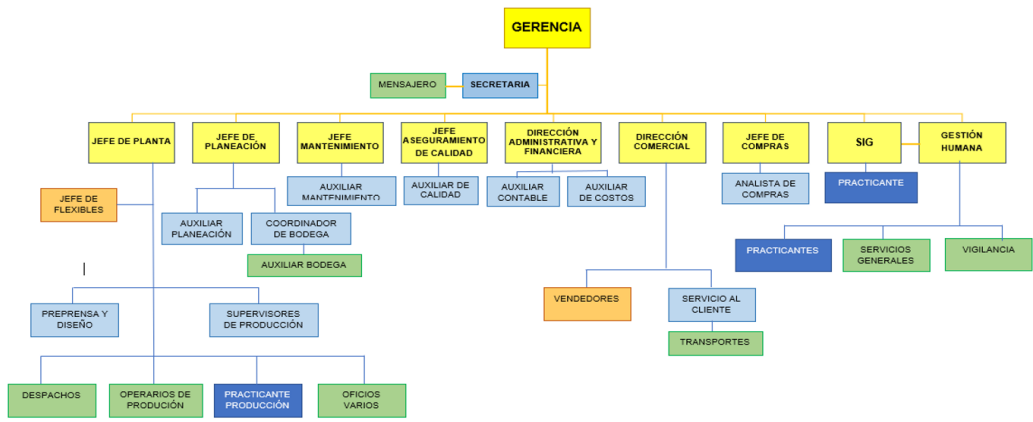 GERENCIA
MENSAJERO
SECRETARIA
JEFE DE PLANTA
JEFE DE
PLANEACIÓN
JEFE
MANTENIMIENTO
JEFE
ASEGURAMIENTO
DE CALIDAD
DIRECCIÓN
ADMINISTRATIVA Y
FINANCIERA
DIRECCIÓN
COMERCIAL
JEFE DE
COMPRAS
SIG
GESTIÓN
HUMANA
JEFE DE
FLEXIBLES
AUXILIAR
PLANEACIÓN
COORDINADOR
DE BODEGA
AUXILIAR BODEGA
AUXILIAR
MANTENIMIENTO
AUXILIAR DE
CALIDAD
AUXILIAR
CONTABLE
AUXILIAR
DE COSTOS
ANALISTA DE
COMPRAS
PRACTICANTE
PRACTICANTES
SERVICIOS
GENERALES
VIGILANCIA
VENDEDORES
SERVICIO AL
CLIENTE
TRANSPORTES
PREPRENSA Y
DISEÑO
SUPERVISORES
DE PRODUCCIÓN
DESPACHOS
OPERARIOS DE
PRODUCIÓN
PRACTICANTE
PRODUCCIÓN
OFICIOS
VARIOS